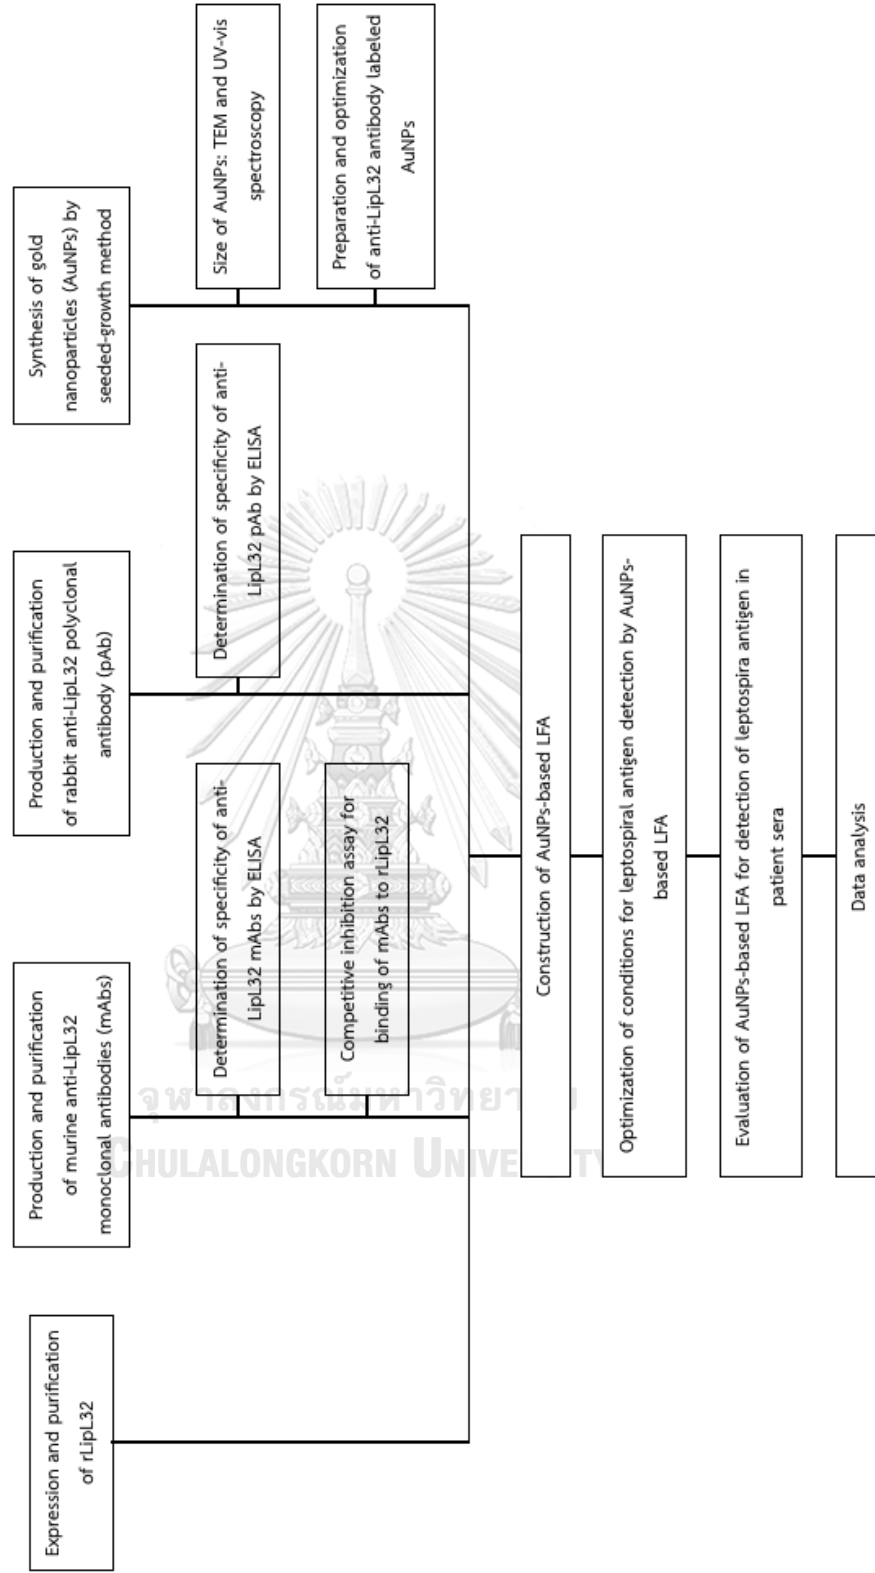 Expression and purification
of rLipL32
Production and purification
of murine anti-LipL32
monoclonal antibodies (mAbs)
Determination of specificity of anti-
LipL32 mAbs by ELISA
Competitive inhibition assay for
binding of mAbs to rLipL32
Production and purification
of rabbit anti-LipL32 polyclonal
antibody (pAb)
Determination of specificity of anti-
LipL32 pAb by ELISA
Synthesis of gold
nanoparticles (AuNPs) by
seeded-growth method
Size of AuNPs: TEM and UV-vis
spectroscopy
Preparation and optimization
of anti-LipL32 antibody labeled
AuNPs
Construction of AuNPs-based LFA
Optimization of conditions for leptospiral antigen detection by AuNPs-
based LFA
Evaluation of AuNPs-based LFA for detection of leptospira antigen in
patient sera
Data analysis
จุฬาลงกรณ์มหาวิทยาลัย
CHULALONGKORN UNIVERSITY